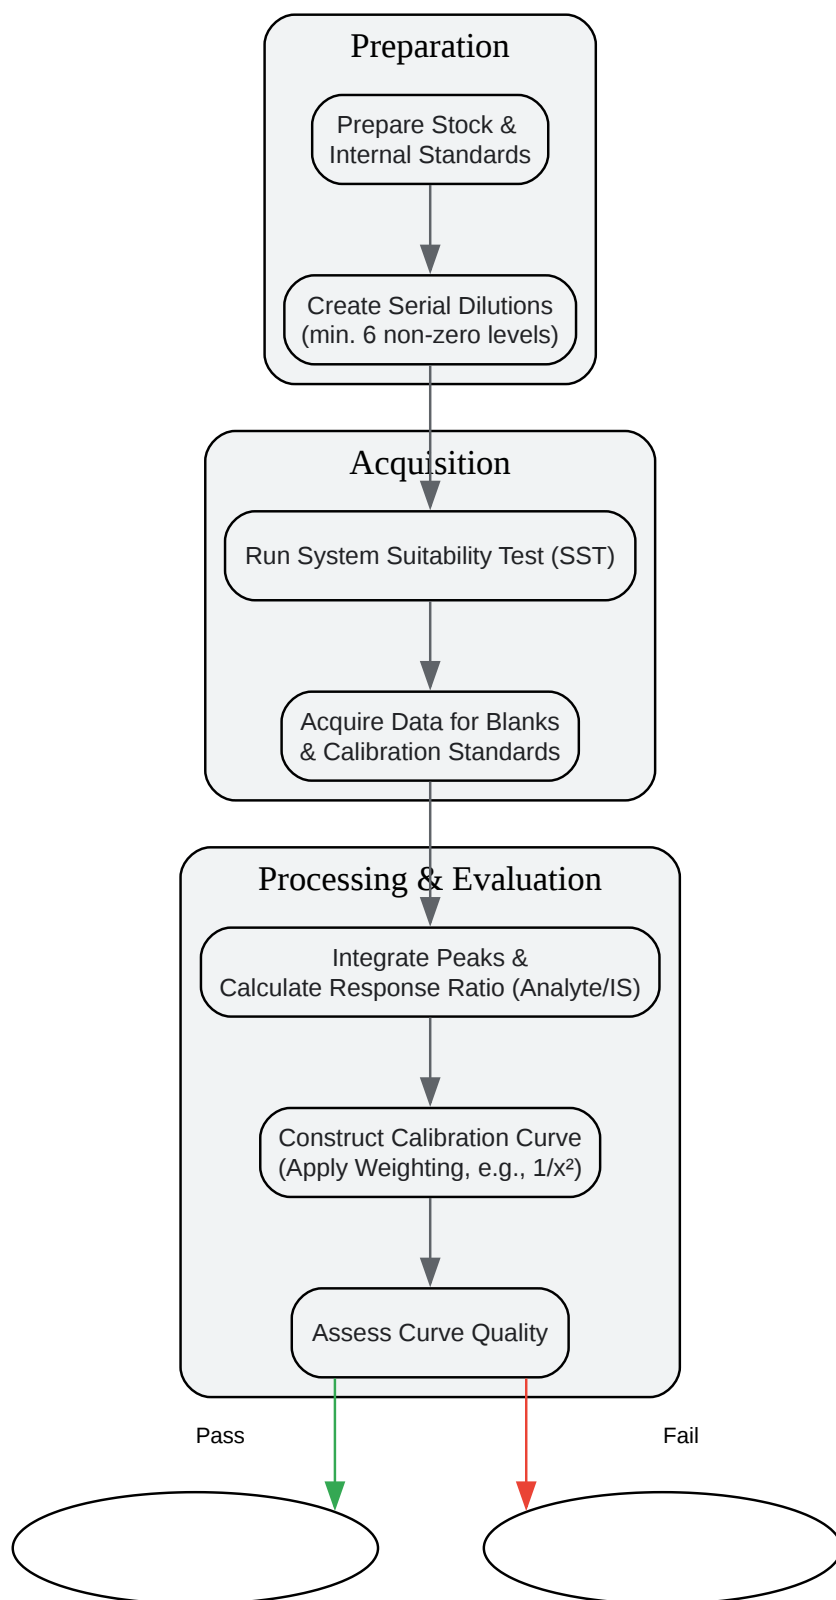 Preparation
Prepare Stock &
Internal Standards
Create Serial Dilutions
(min. 6 non-zero levels)
Acquisition
Run System Suitability Test (SST)
Acquire Data for Blanks
& Calibration Standards
Processing & Evaluation
Integrate Peaks &
Calculate Response Ratio (Analyte/IS)
Construct Calibration Curve
(Apply Weighting, e.g., 1/x²)
Assess Curve Quality
Pass
Fail